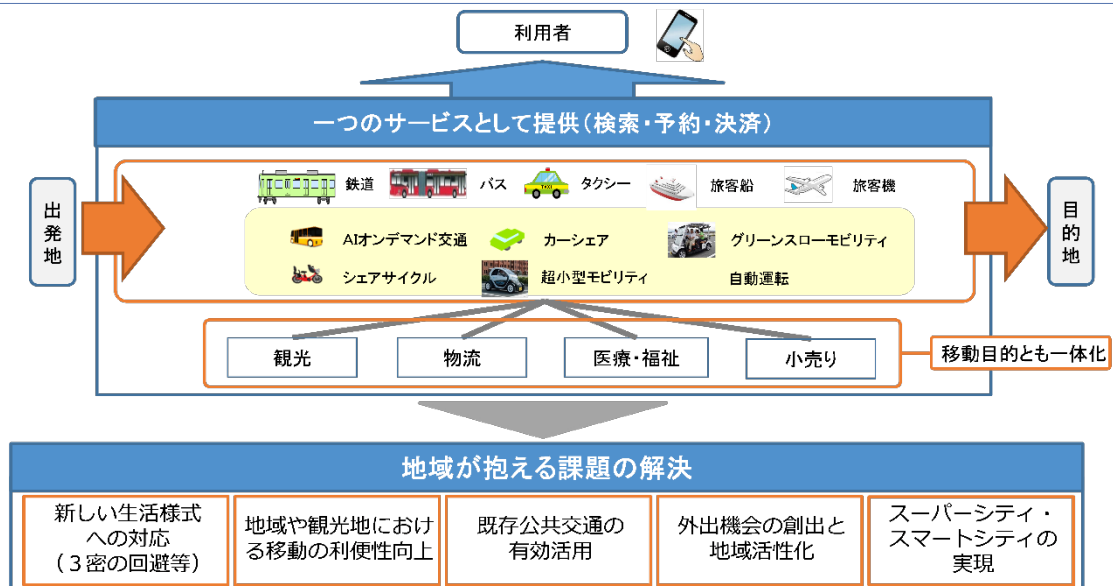 利用者
一つのサービスとして提供(検索・予約・決済)
出発地
鉄道
バス
TAXI
タクシー
旅客船
旅客機
AIオンデマンド交通
カーシェア
グリーンスローモビリティ
シェアサイクル
超小型モビリティ
自動運転
目的地
観光
物流
医療・福祉
小売り
移動目的とも一体化
地域が抱える課題の解決
新しい生活様式
への対応
(3密の回避等)
地域や観光地におけ
る移動の利便性向上
既存公共交通の
有効活用
外出機会の創出と
地域活性化
スーパーシティ・
スマートシティの
実現